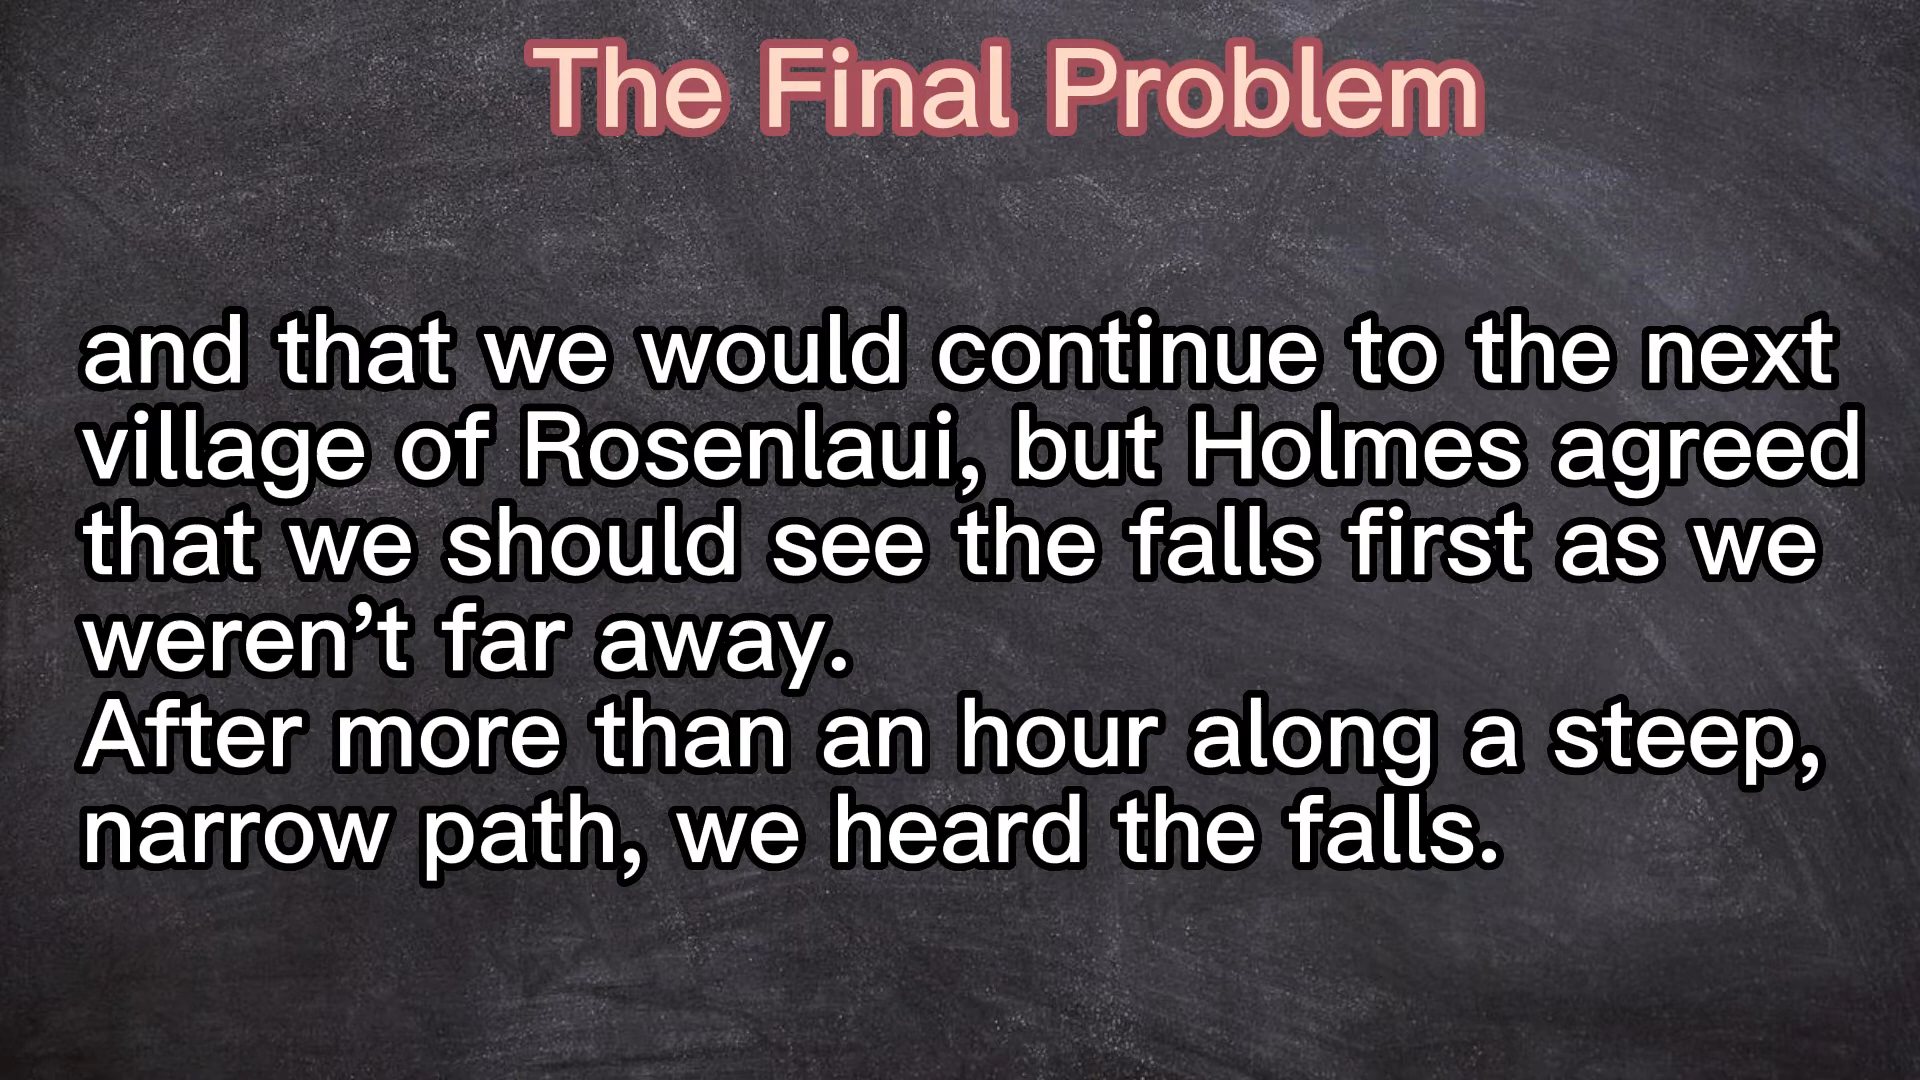 The Final Problem
and that we would continue to the next
village of Rosenlaui, but Holmes agreed
that we should see the falls first as we
weren’t far away.
After more than an hour along a steep,
narrow path, we heard the falls.